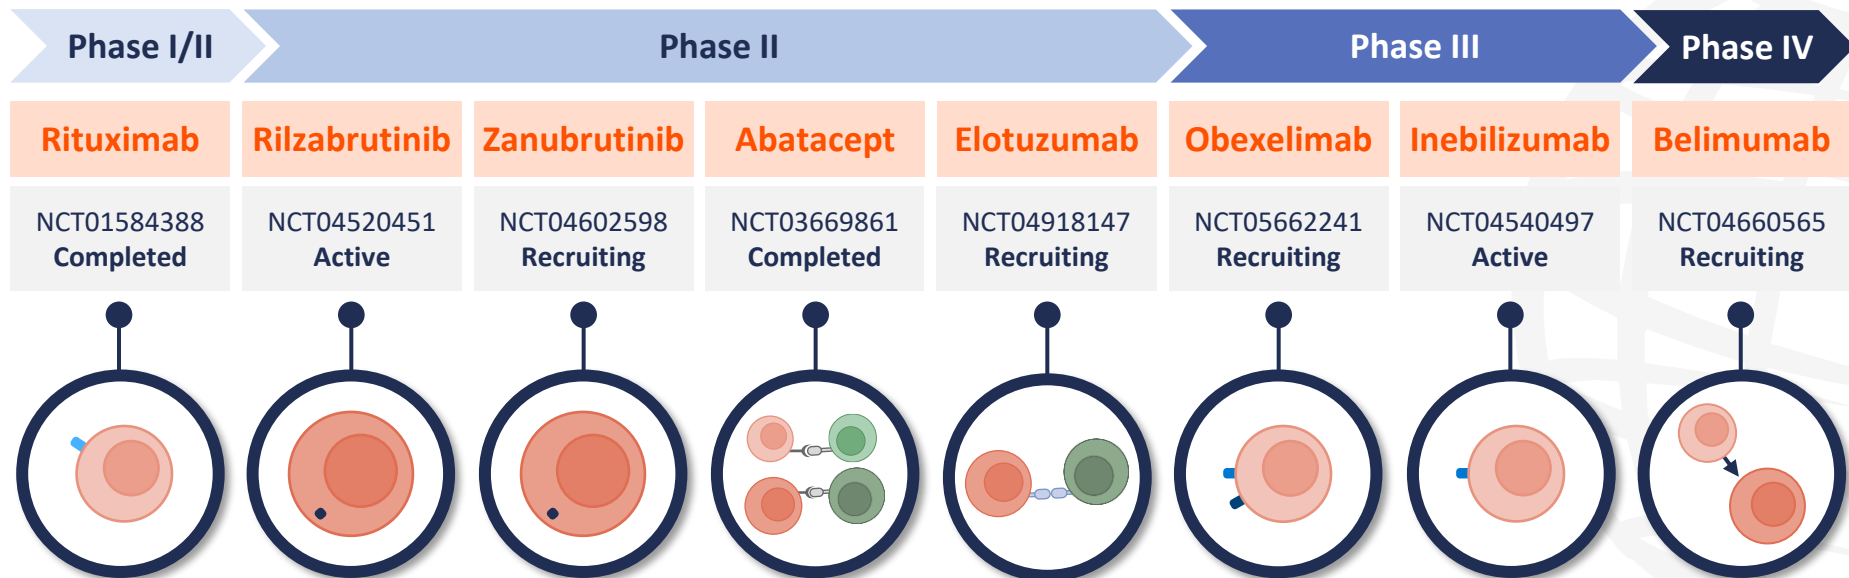 Phase I/II
Phase II
Phase III
Phase IV
Rituximab
Rilzabrutinib
Zanubrutinib
Abatacept
Elotuzumab
Obexelimab
Inebilizumab
Belimumab
NCT01584388
Completed
NCT04520451
Active
NCT04602598
Recruiting
NCT03669861
Completed
NCT04918147
Recruiting
NCT05662241
Recruiting
NCT04540497
Active
NCT04660565
Recruiting